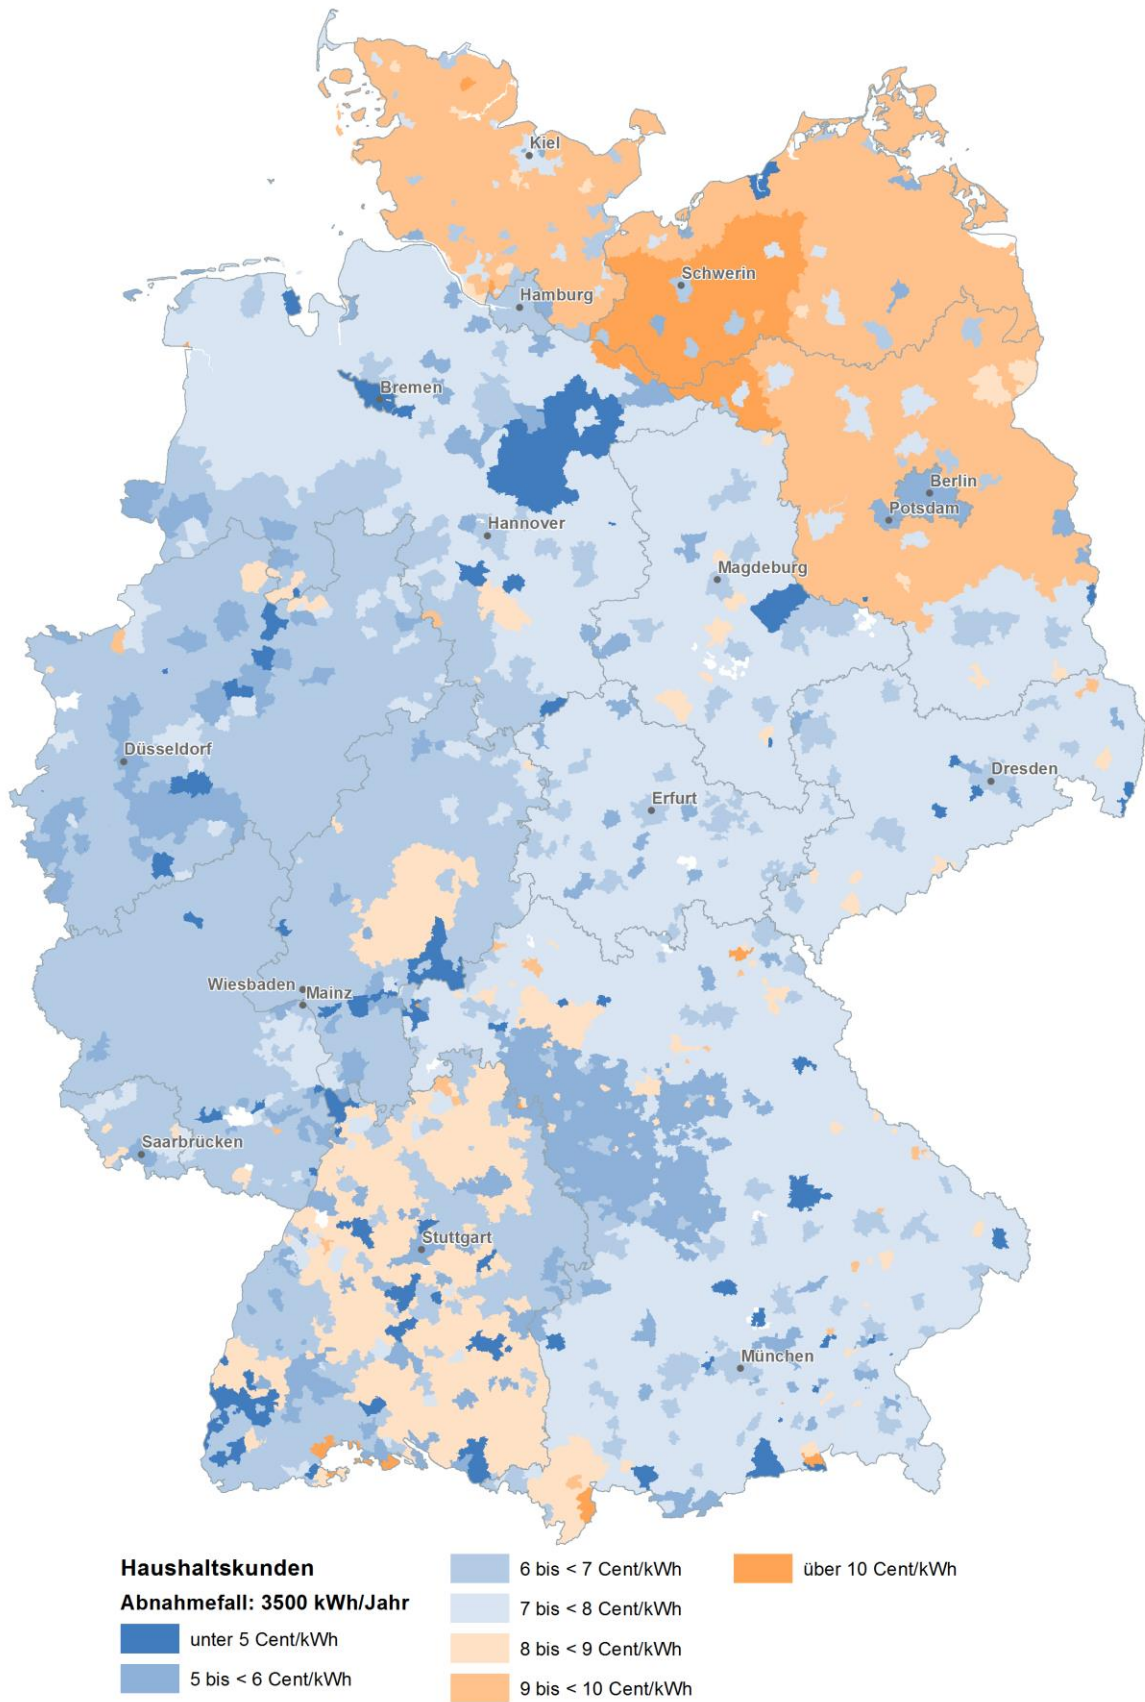 Kiel
Schwerin
Hamburg
Bremen
Berlin
Potsdam
Hannover
Magdeburg
Düsseldorf
Dresden
Erfurt
Wiesbaden
Mainz
Saarbrücken
Stuttgart
München
Haushaltskunden
Abnahmefall: 3500 kWh/Jahr
unter 5 Cent/kWh
5 bis < 6 Cent/kWh
6 bis < 7 Cent/kWh
7 bis < 8 Cent/kWh
8 bis < 9 Cent/kWh
9 bis < 10 Cent/kWh
über 10 Cent/kWh